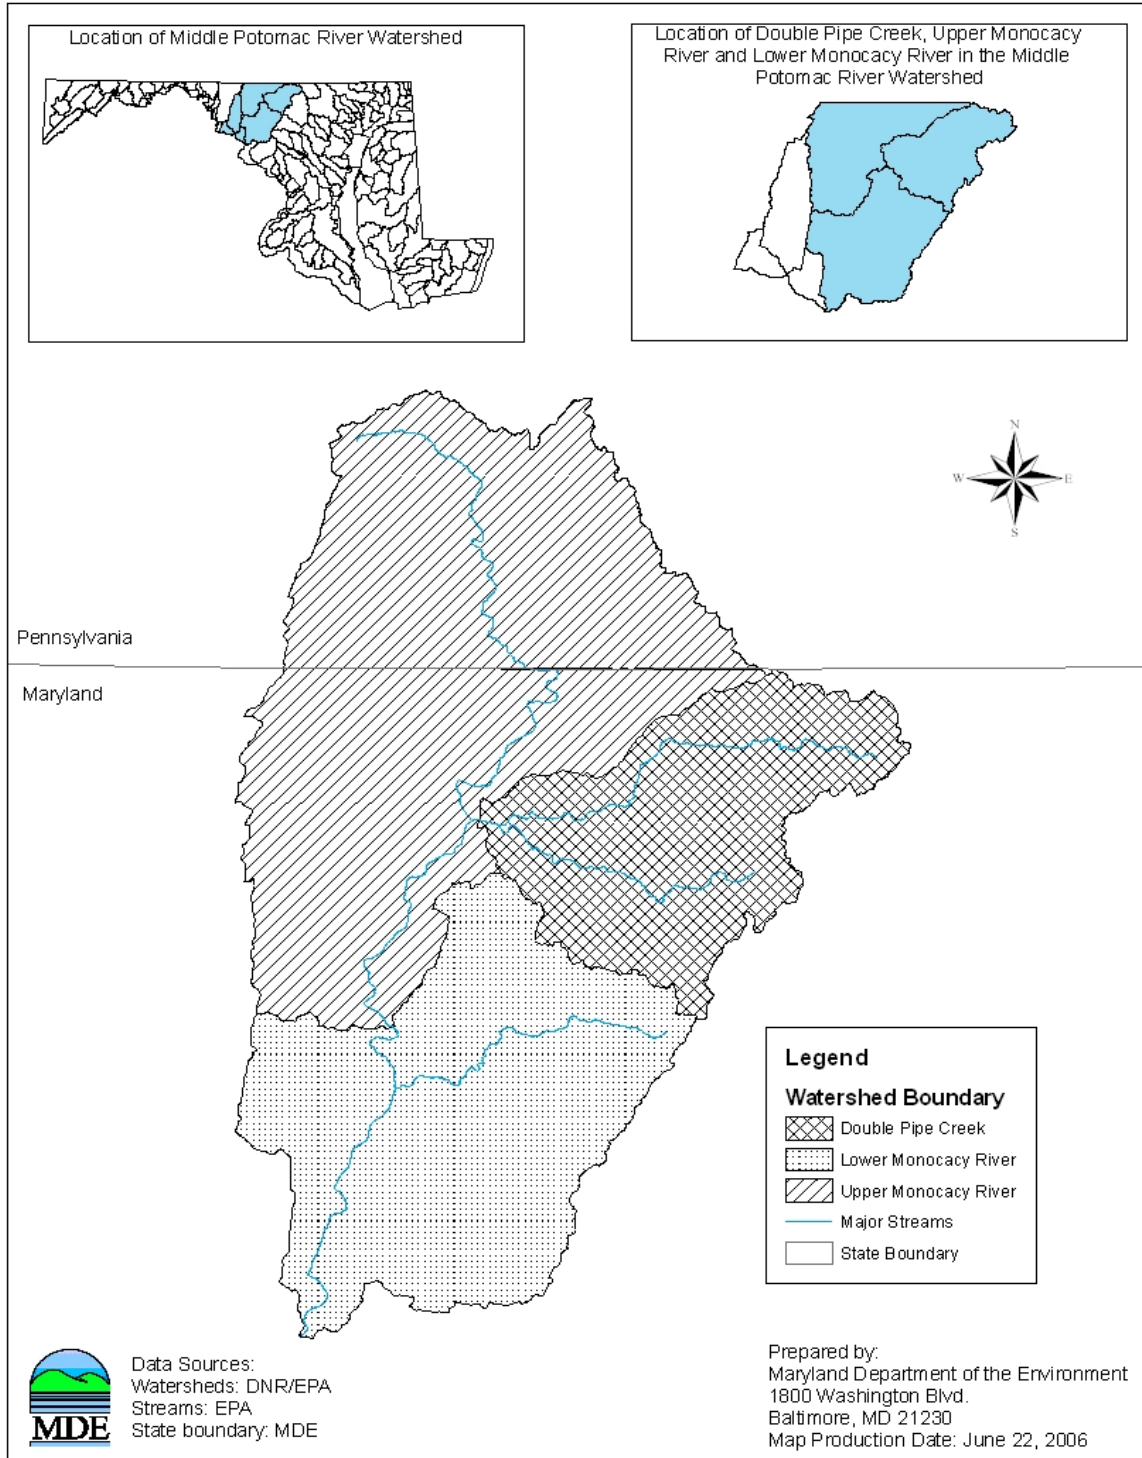 Location of Middle Potomac River Watershed
Location of Double Pipe Creek, Upper Monocacy
River and Lower Monocacy River in the Middle
Potomac River Watershed
N
W
E
S
Pennsylvania
Maryland
Legend
Watershed Boundary
Double Pipe Creek
Lower Monocacy River
Upper Monocacy River
Major Streams
State Boundary
MDE
Data Sources:
Watersheds: DNR/EPA
Streams: EPA
State boundary: MDE
Prepared by:
Maryland Department of the Environment
1800 Washington Blvd.
Baltimore, MD 21230
Map Production Date: June 22, 2006